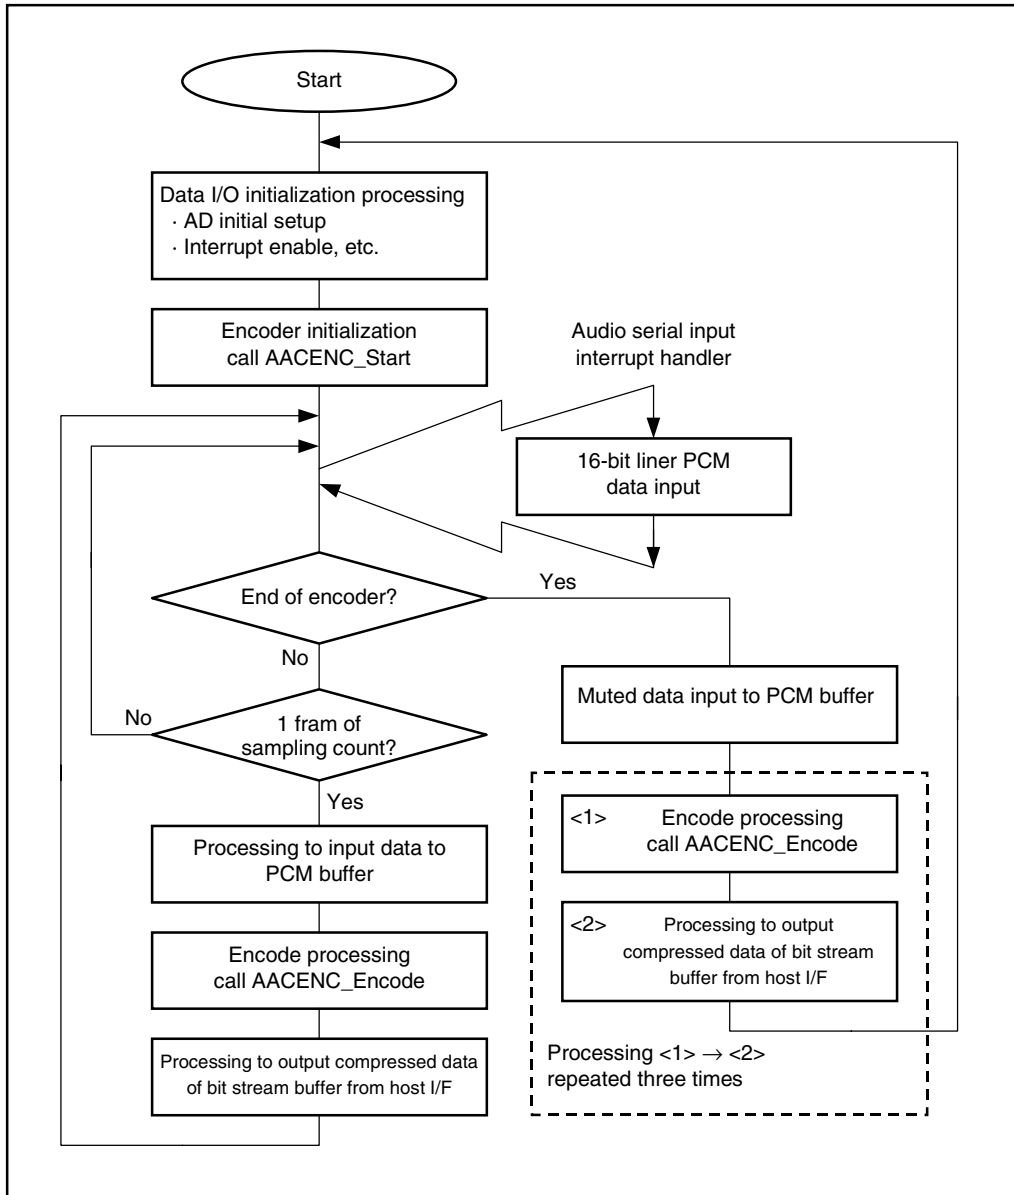 Start
Data I/O initialization processing
· AD initial setup
· Interrupt enable, etc.
Encoder initialization
call AACENC_Start
Audio serial input
interrupt handler
16-bit liner PCM
data input
End of encoder?
Yes
No
1 fram of
sampling count?
No
Yes
Processing to input data to
PCM buffer
Encode processing
call AACENC_Encode
Processing to output compressed data
of bit stream buffer from host I/F
Muted data input to PCM buffer
<1> Encode processing
call AACENC_Encode
<2> Processing to output
compressed data of bit stream
buffer from host I/F
Processing <1> → <2>
repeated three times